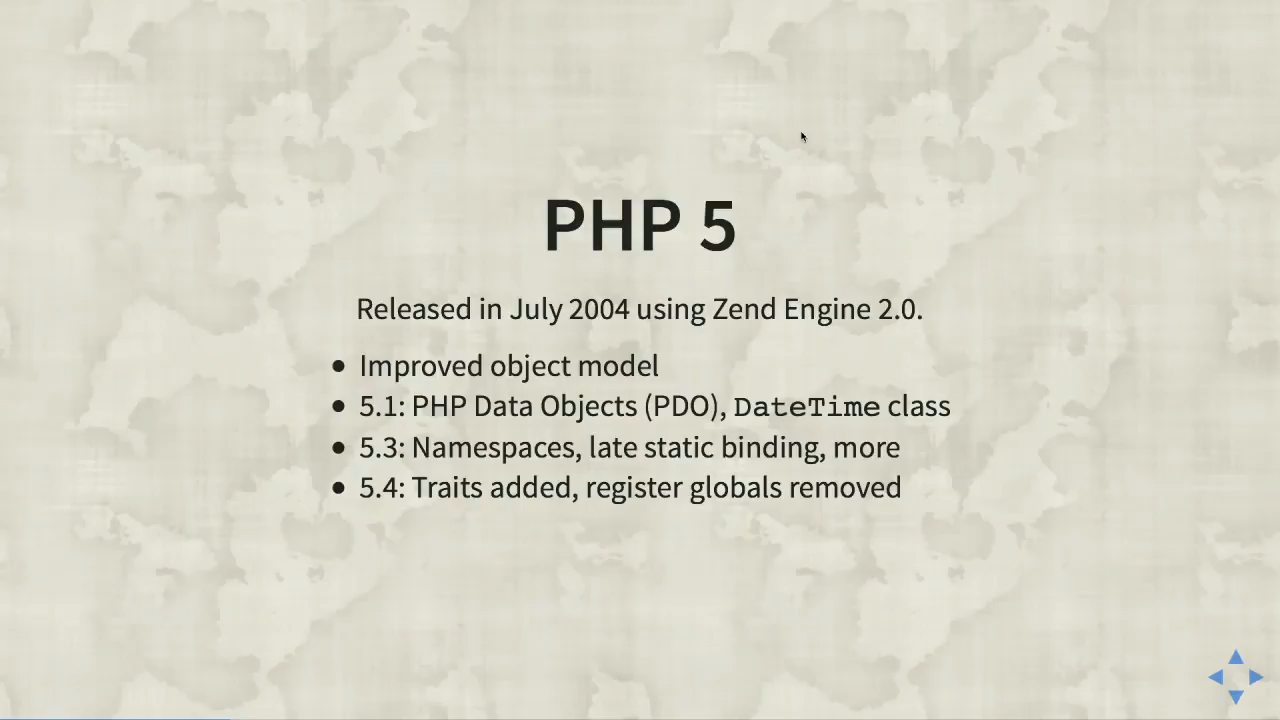 PHP 5
Released in July 2004 using Zend Engine 2.0.
• Improved object model
• 5.1: PHP Data Objects (PDO), DateTime class
• 5.3: Namespaces, late static binding, more
• 5.4: Traits added, register globals removed